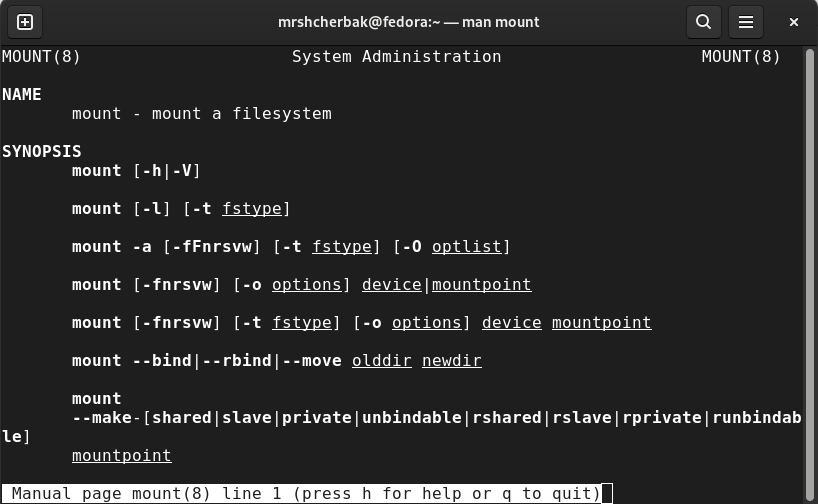 mrshcherbak@fedora:~ — man mount
MOUNT(8) System Administration MOUNT(8)
NAME
mount - mount a filesystem
SYNOPSIS
mount [-h|-V]
mount [-l] [-t fstype]
mount -a [-fFnrsvw] [-t fstype] [-O optlist]
mount [-fnrsvw] [-o options] device|mountpoint
mount [-fnrsvw] [-t fstype] [-o options] device mountpoint
mount --bind|--rbind|--move olddir newdir
mount
--make-[shared|slave|private|unbindable|rshared|rslave|rprivate|runbindab
le]
mountpoint
Manual page mount(8) line 1 (press h for help or q to quit)